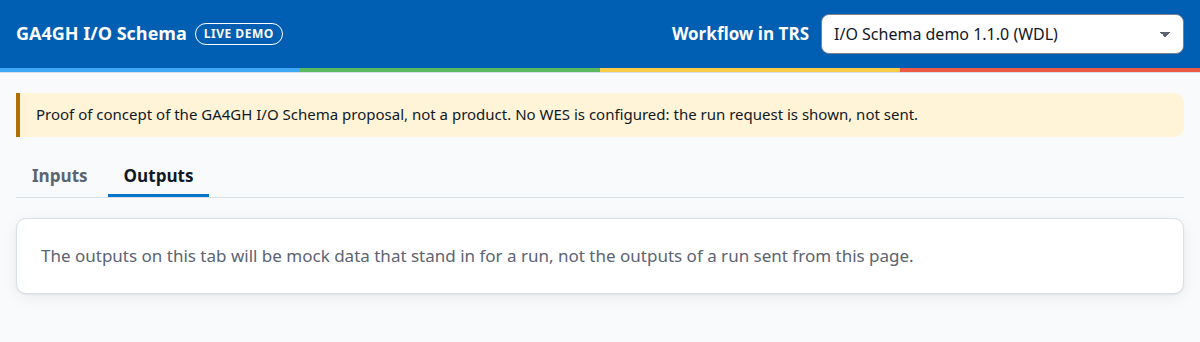 GA4GH I/O Schema LIVE DEMO Workflow in TRS I/O Schema demo 1.1.0 (WDL)
Proof of concept of the GA4GH I/O Schema proposal, not a product. No WES is configured: the run request is shown, not sent.
Inputs Outputs
The outputs on this tab will be mock data that stand in for a run, not the outputs of a run sent from this page.